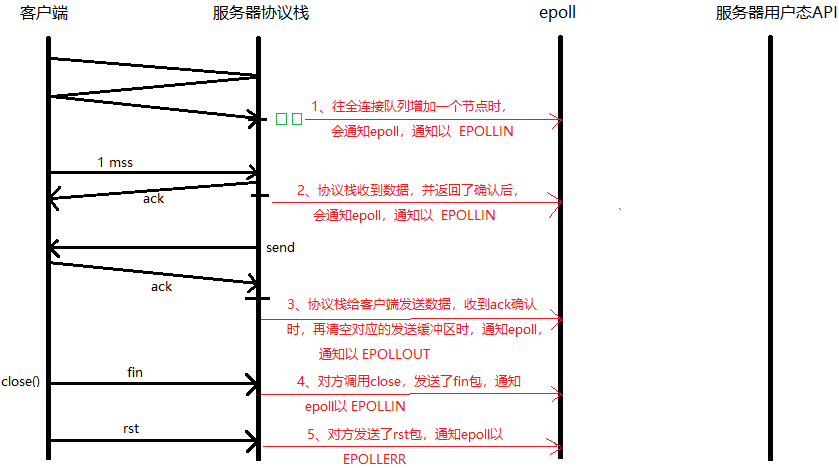 客户端 服务器协议栈 epoll 服务器用户态API
1、往全连接队列增加一个节点时，
会通知epoll，通知以 EPOLLIN
1 mss
ack
2、协议栈收到数据，并返回了确认后，
会通知epoll，通知以 EPOLLIN
send
ack
3、协议栈给客户端发送数据，收到ack确认
时，再清空对应的发送缓冲区时，通知epoll，
通知以 EPOLLOUT
close()
fin
4、对方调用close，发送了fin包，通知
epoll以 EPOLLIN
rst
5、对方发送了rst包，通知epoll以
EPOLLERR